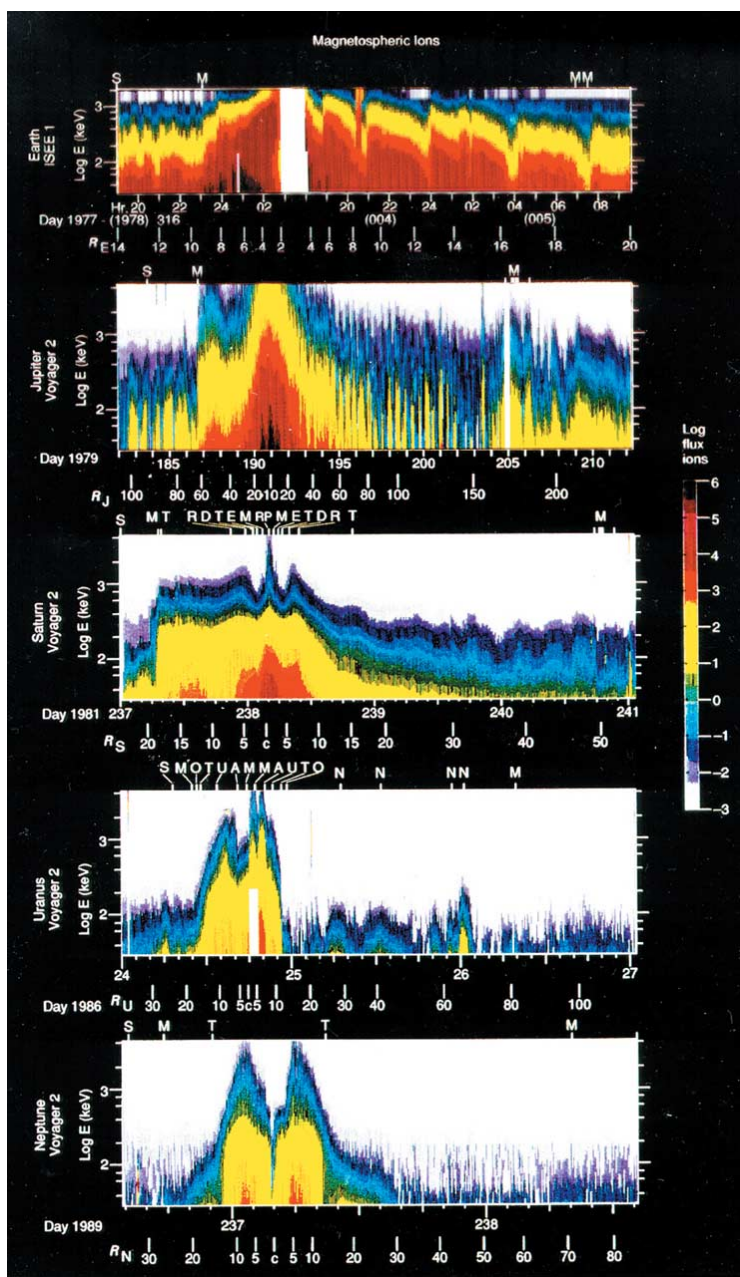 Magnetospheric Ions
S M MM
Earth
ISEE 1
Log E (keV)
3
2
Hr. 20 22 24 02 20 22 24 02 04 06 02 04 06 08
Day 1977 - (1978) 316 (004) (005)
RE 14 12 10 8 6 4 2 4 6 8 10 12 14 16 18 20
S M M
Jupiter
Voyager 2
Log E (keV)
3
2
185 190 195 200 205 210
Day 1979
RJ 100 80 60 40 20 10 20 40 60 80 100 150 200
S M T R D T E M R P M E T D R T M
Saturn
Voyager 2
Log E (keV)
3
2
237 238 239 240 241
Day 1981
RS 20 15 10 5 c 5 10 15 20 30 40 50
S M O T U A M M A U T O N N N N M
Uranus
Voyager 2
Log E (keV)
3
2
24 25 26 27
Day 1986
RU 30 20 10 5 c 5 10 20 30 40 60 80 100
S M T T M
Neptune
Voyager 2
Log E (keV)
3
2
237 238
Day 1989
RN 30 20 10 5 c 5 10 20 30 40 50 60 70 80
Log
flux
ions
6
5
4
3
2
1
0
−1
−2
−3